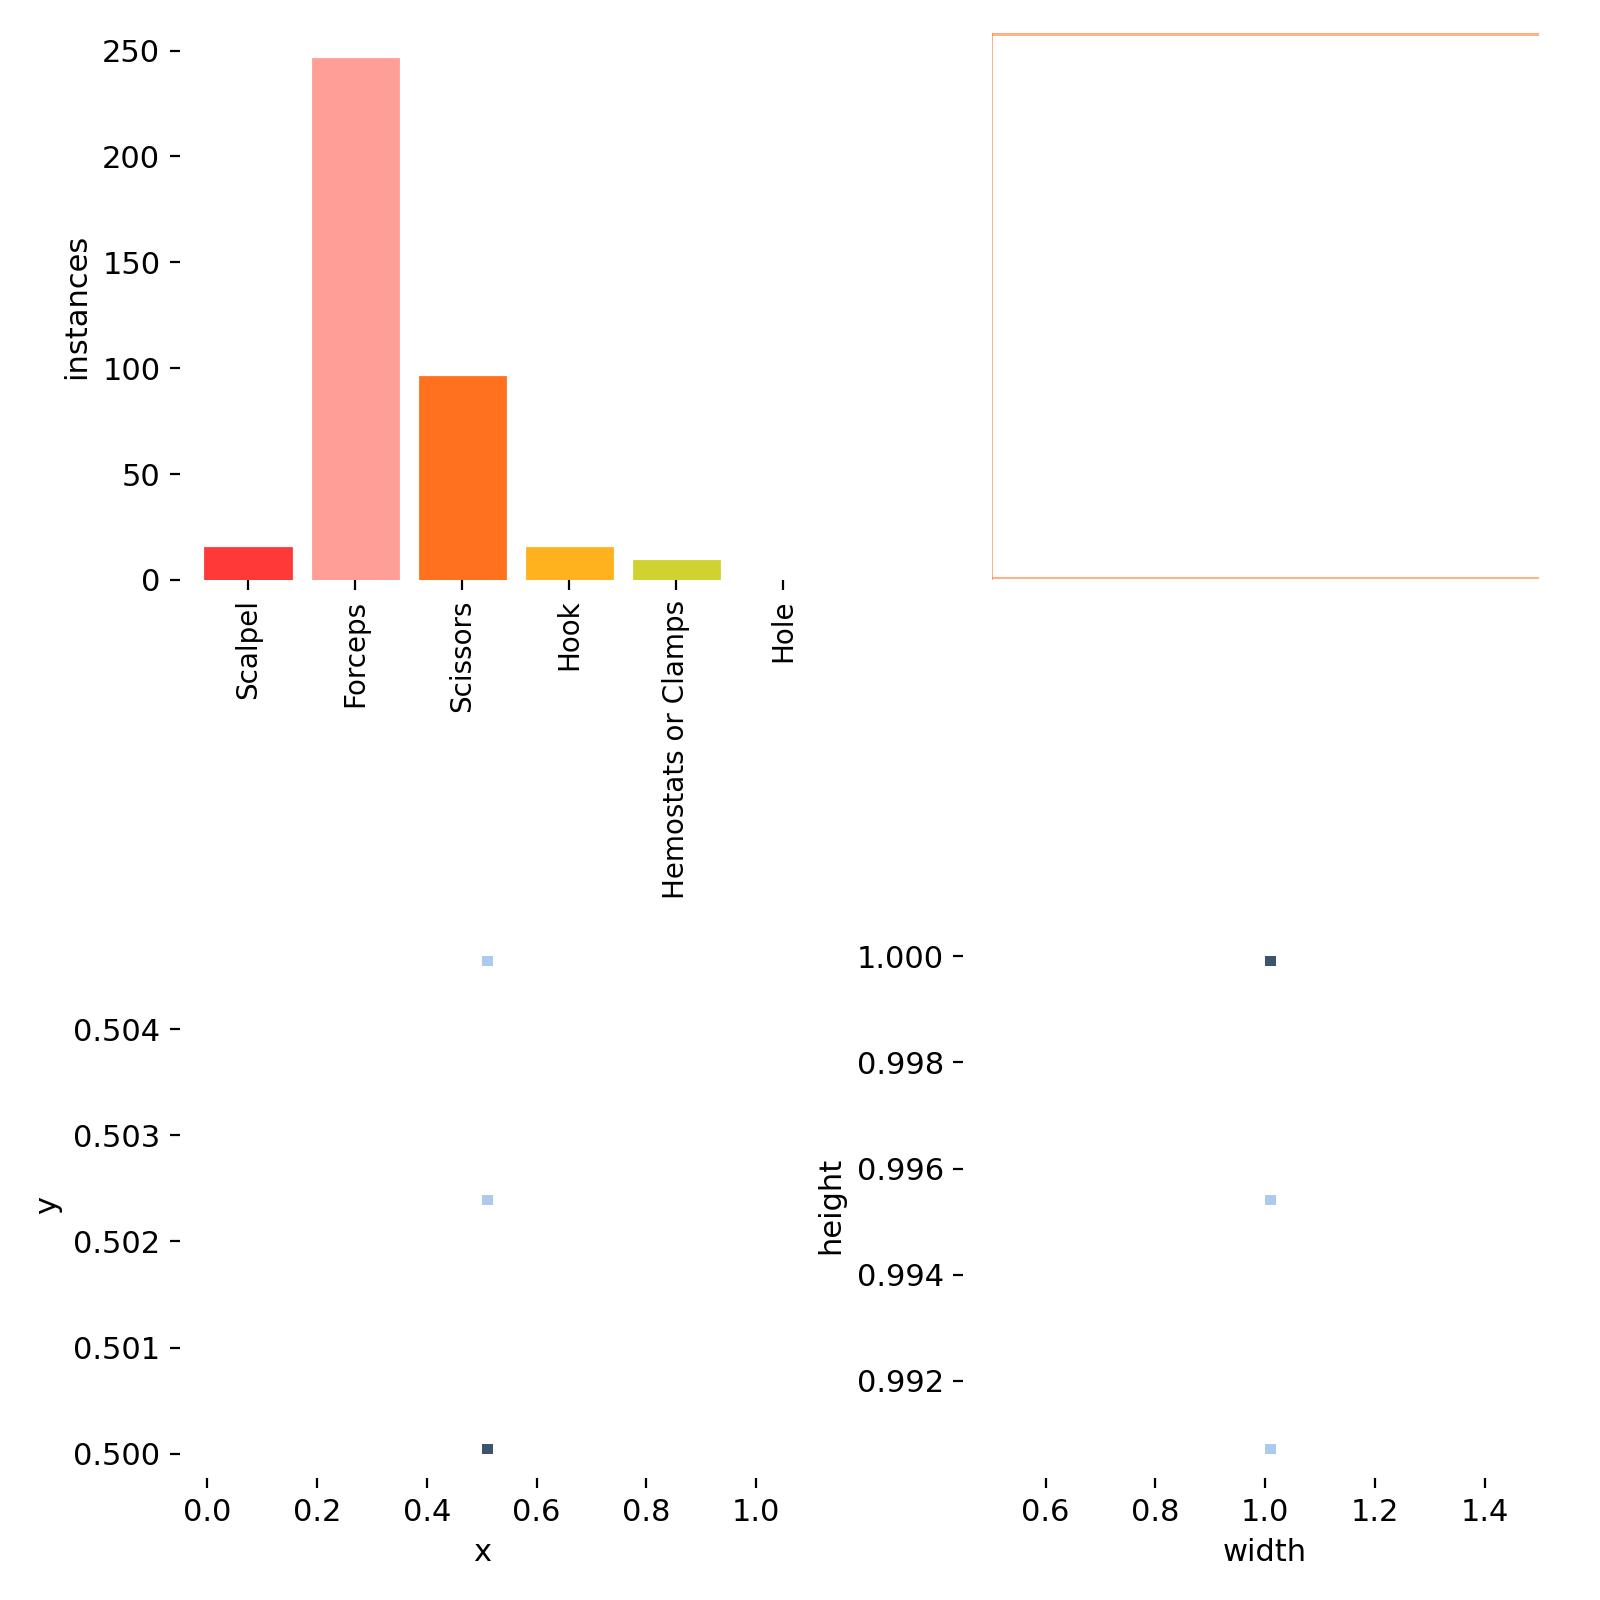 250
200
150
100
50
0
instances
Scalpel
Forceps
Scissors
Hook
Hemostats or Clamps
Hole
0.504
0.503
0.502
0.501
0.500
y
0.0 0.2 0.4 0.6 0.8 1.0
x
1.000
0.998
0.996
0.994
0.992
height
0.6 0.8 1.0 1.2 1.4
width